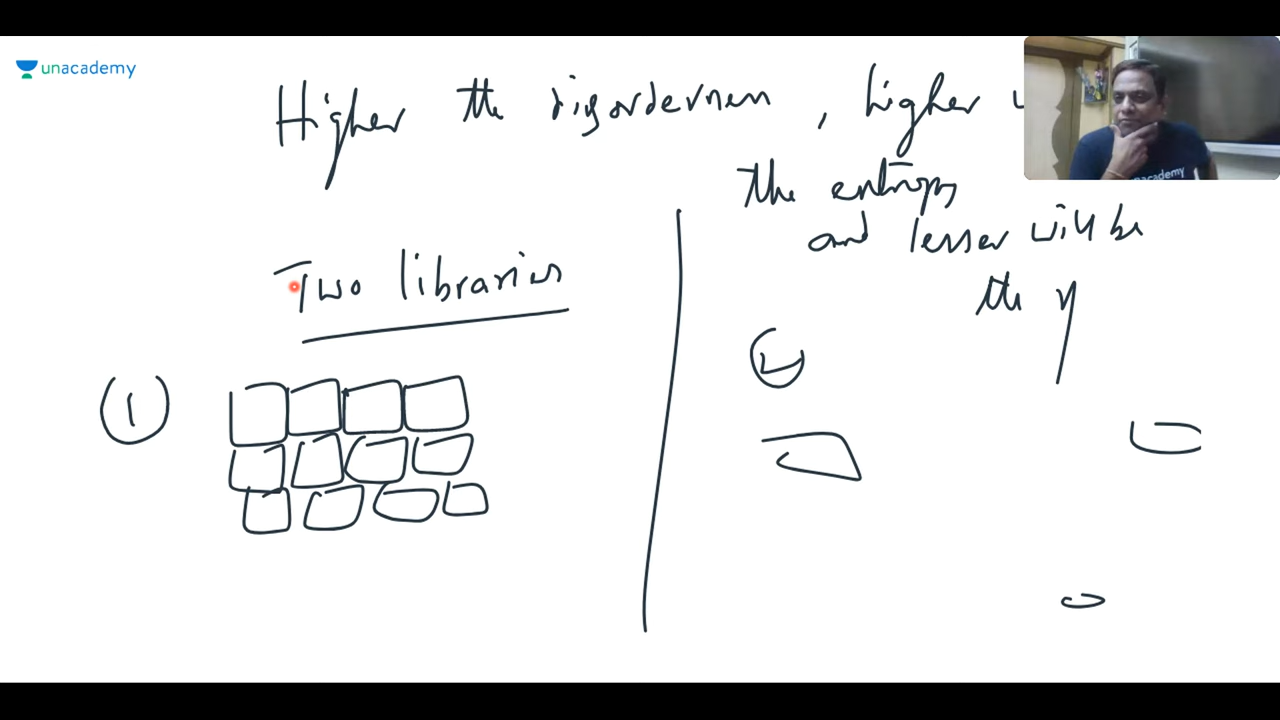 unacademy
Higher the disorderness, higher
the entropy
and lesser will be
the η
Two libraries
1
2
unacademy